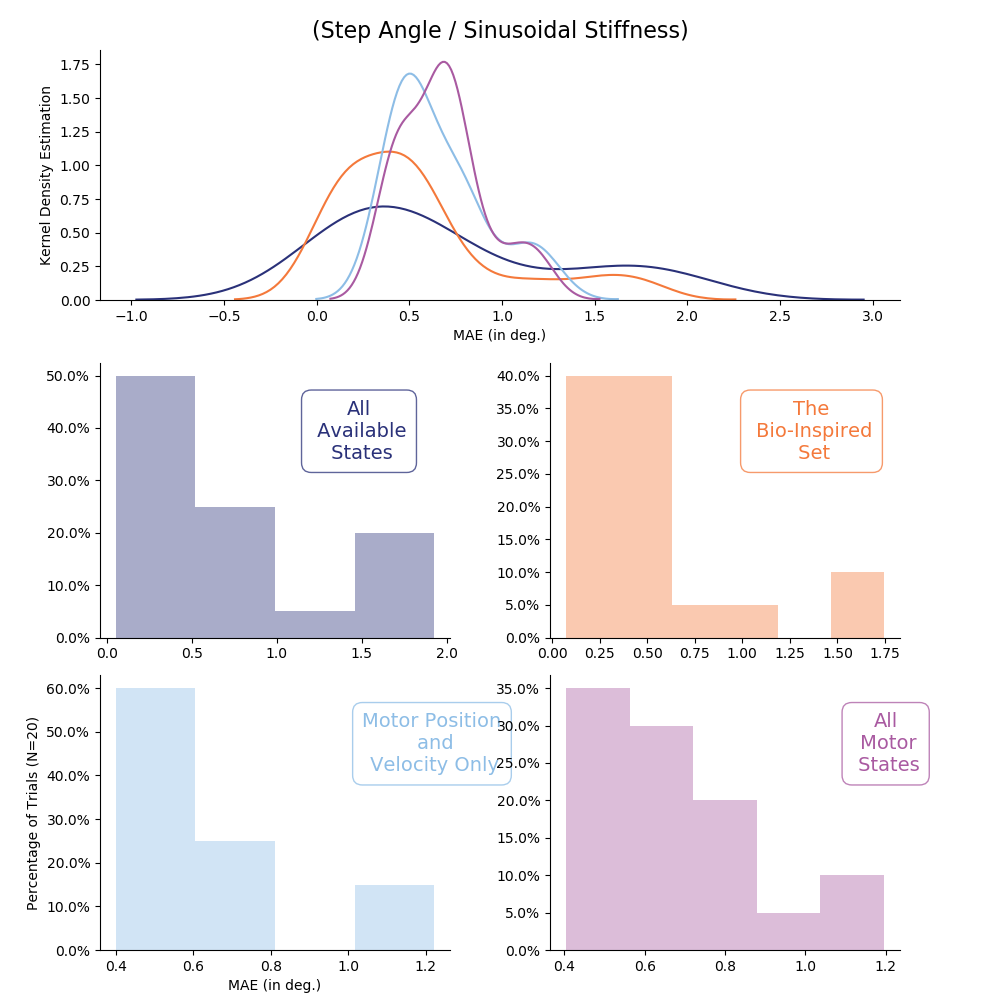 (Step Angle / Sinusoidal Stiffness)
Kernel Density Estimation
1.75
1.50
1.25
1.00
0.75
0.50
0.25
0.00
−1.0 −0.5 0.0 0.5 1.0 1.5 2.0 2.5 3.0
MAE (in deg.)
50.0%
40.0%
30.0%
20.0%
10.0%
0.0%
0.0 0.5 1.0 1.5 2.0
All
Available
States
40.0%
35.0%
30.0%
25.0%
20.0%
15.0%
10.0%
5.0%
0.0%
0.00 0.25 0.50 0.75 1.00 1.25 1.50 1.75
The
Bio-Inspired
Set
Percentage of Trials (N=20)
60.0%
50.0%
40.0%
30.0%
20.0%
10.0%
0.0%
0.4 0.6 0.8 1.0 1.2
MAE (in deg.)
Motor Position
and
Velocity Only
35.0%
30.0%
25.0%
20.0%
15.0%
10.0%
5.0%
0.0%
0.4 0.6 0.8 1.0 1.2
All
Motor
States